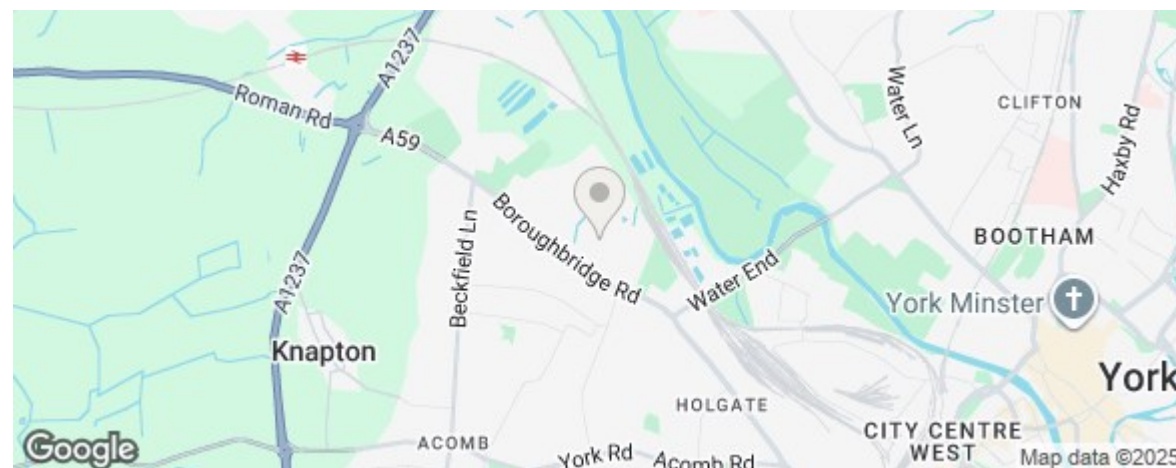 A1237
Roman Rd
A59
Water Ln
CLIFTON
Haxby Rd
Boroughbridge Rd
Beckfield Ln
BOOTHAM
A1237
Water End
York Minster
Knapton
York
HOLGATE
CITY CENTRE
WEST
ACOMB
York Rd
Acomb Rd
Google
Map data ©2025